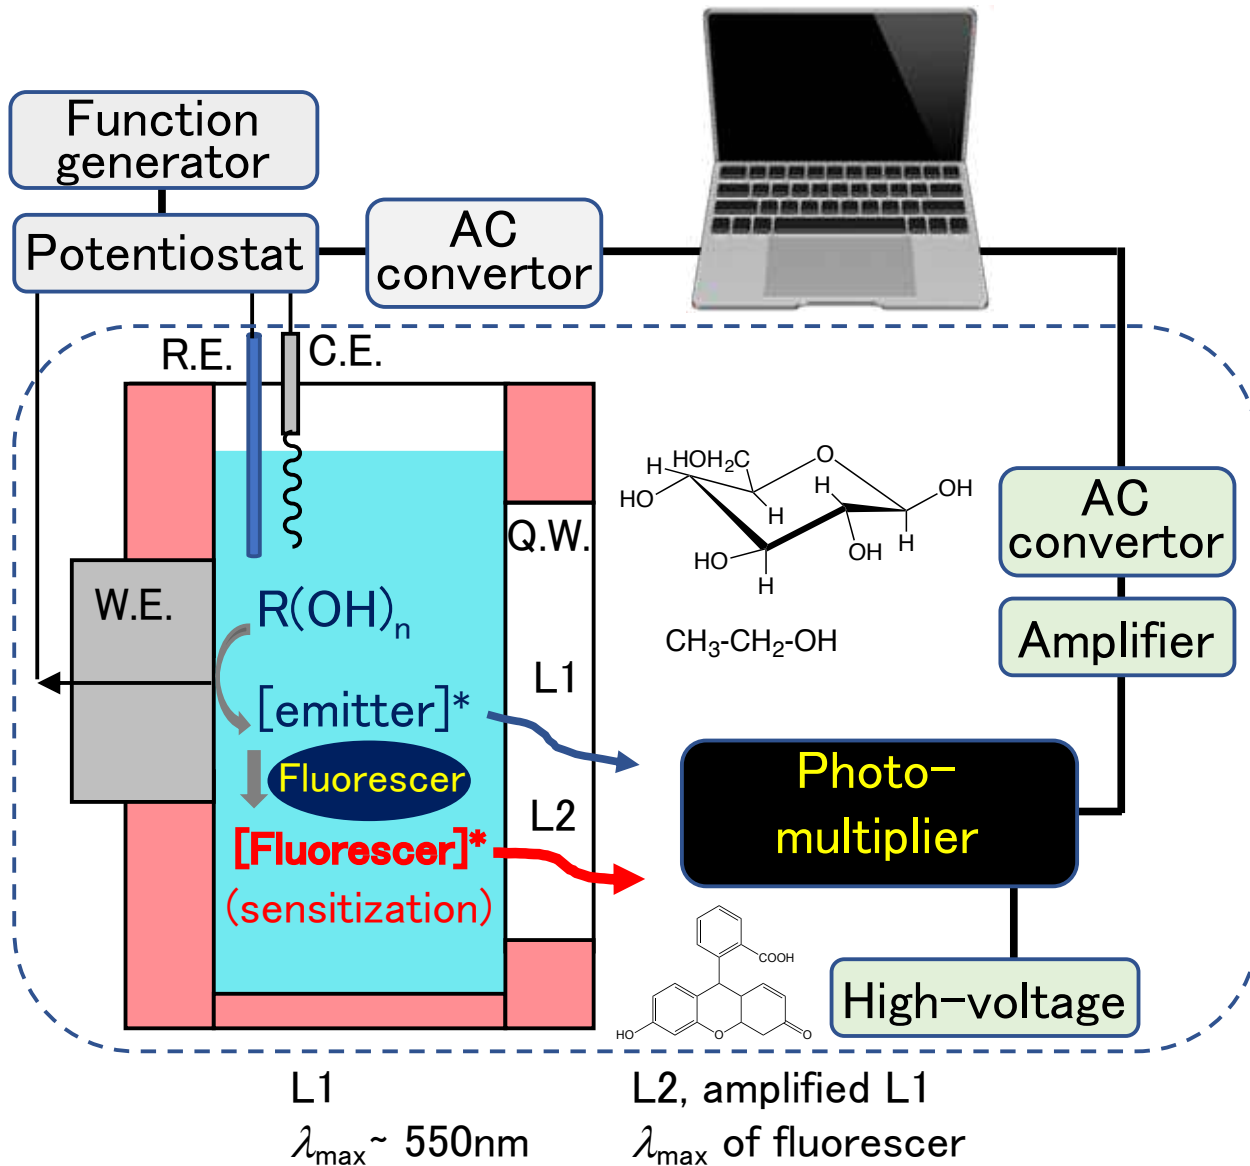 Function
generator
Potentiostat
AC
convertor
R.E.
C.E.
Q.W.
W.E.
R(OH)n
L1
[emitter]*
Fluorescer
L2
[Fluorescer]*
(sensitization)
HOH2C
O
H
HO
H
H
OH
HO
OH
H
H
CH3-CH2-OH
AC
convertor
Amplifier
Photo-
multiplier
High-voltage
COOH
HO
O
O
L1
λmax ~ 550nm
L2, amplified L1
λmax of fluorescer